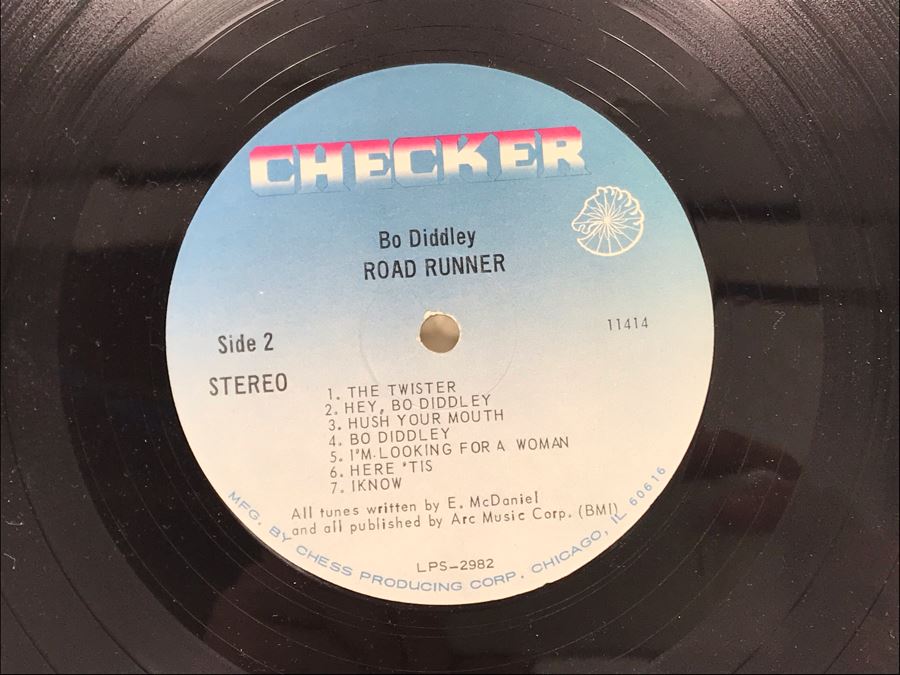 CHECKER
Bo Diddley
ROAD RUNNER
11414
Side 2
STEREO
1. THE TWISTER
2. HEY, BO DIDDLEY
3. HUSH YOUR MOUTH
4. BO DIDDLEY
5. I'M LOOKING FOR A WOMAN
6. HERE 'TIS
7. IKNOW
All tunes written by E. McDaniel
and all published by Arc Music Corp. (BMI)
LPS-2982
MFG. BY CHESS PRODUCING CORP. CHICAGO, IL 60616